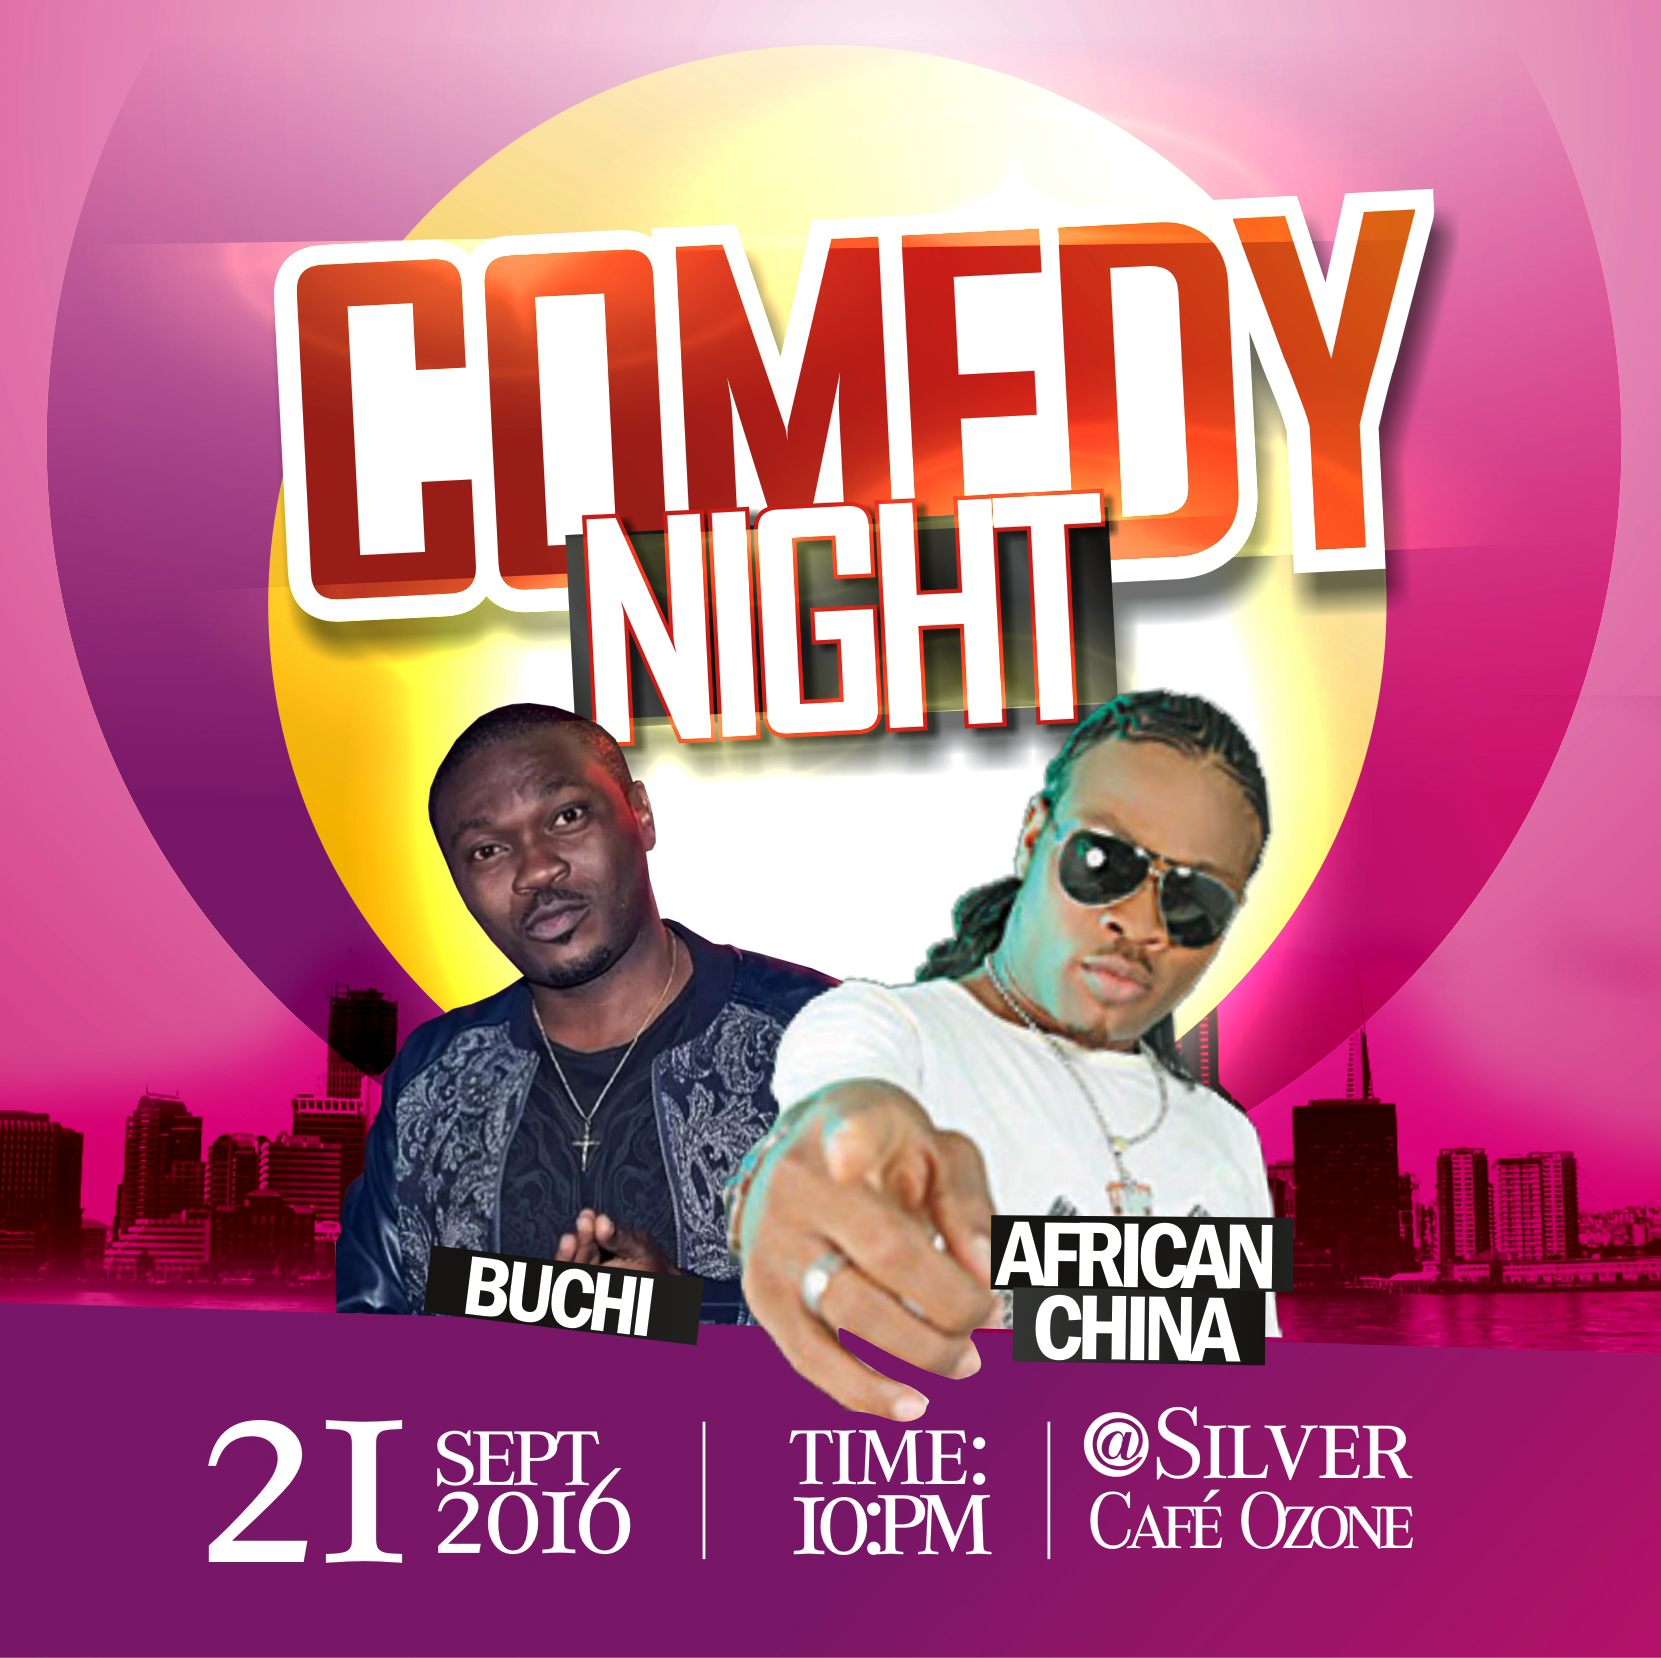 COMEDY
NIGHT
BUCHI
AFRICAN
CHINA
21
SEPT
2016
TIME:
10:PM
@SILVER
CAFÉ OZONE